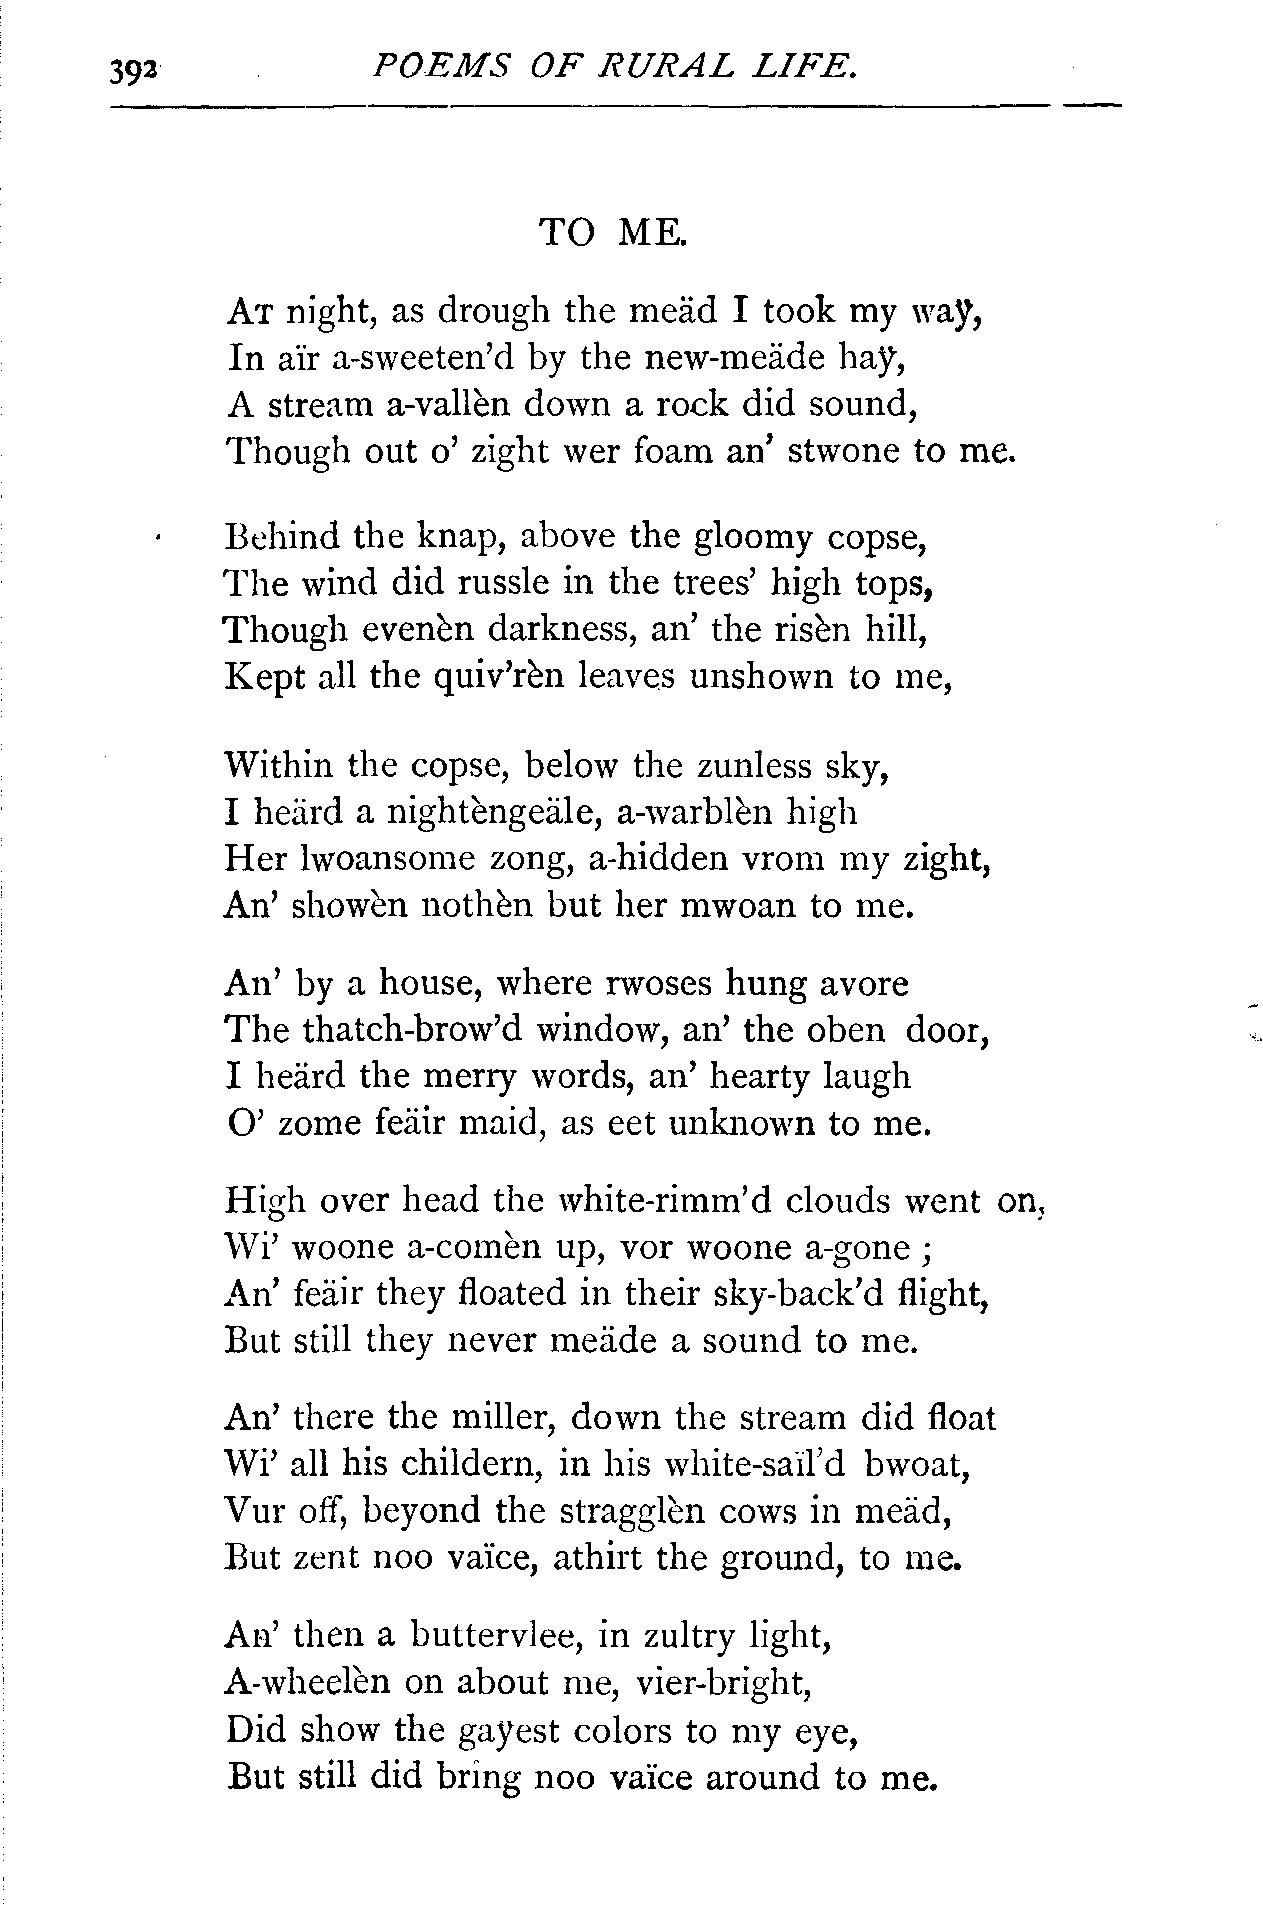 392 POEMS OF RURAL LIFE.
TO ME.
AT night, as drough the meäd I took my waÿ,
In aïr a-sweeten'd by the new-meäde haÿ,
A stream a-vallèn down a rock did sound,
Though out o' zight wer foam an' stwone to me.
Behind the knap, above the gloomy copse,
The wind did russle in the trees' high tops,
Though evenèn darkness, an' the risèn hill,
Kept all the quiv'rèn leaves unshown to me,
Within the copse, below the zunless sky,
I heärd a nightèngeäle, a-warblèn high
Her lwoansome zong, a-hidden vrom my zight,
An' showèn nothèn but her mwoan to me.
An' by a house, where rwoses hung avore
The thatch-brow'd window, an' the oben door,
I heärd the merry words, an' hearty laugh
O' zome feäir maid, as eet unknown to me.
High over head the white-rimm'd clouds went on,
Wi' woone a-comèn up, vor woone a-gone ;
An' feäir they floated in their sky-back'd flight,
But still they never meäde a sound to me.
An' there the miller, down the stream did float
Wi' all his childern, in his white-saïl'd bwoat,
Vur off, beyond the stragglèn cows in meäd,
But zent noo vaïce, athirt the ground, to me.
An' then a buttervlee, in zultry light,
A-wheelèn on about me, vier-bright,
Did show the gaÿest colors to my eye,
But still did bring noo vaïce around to me.